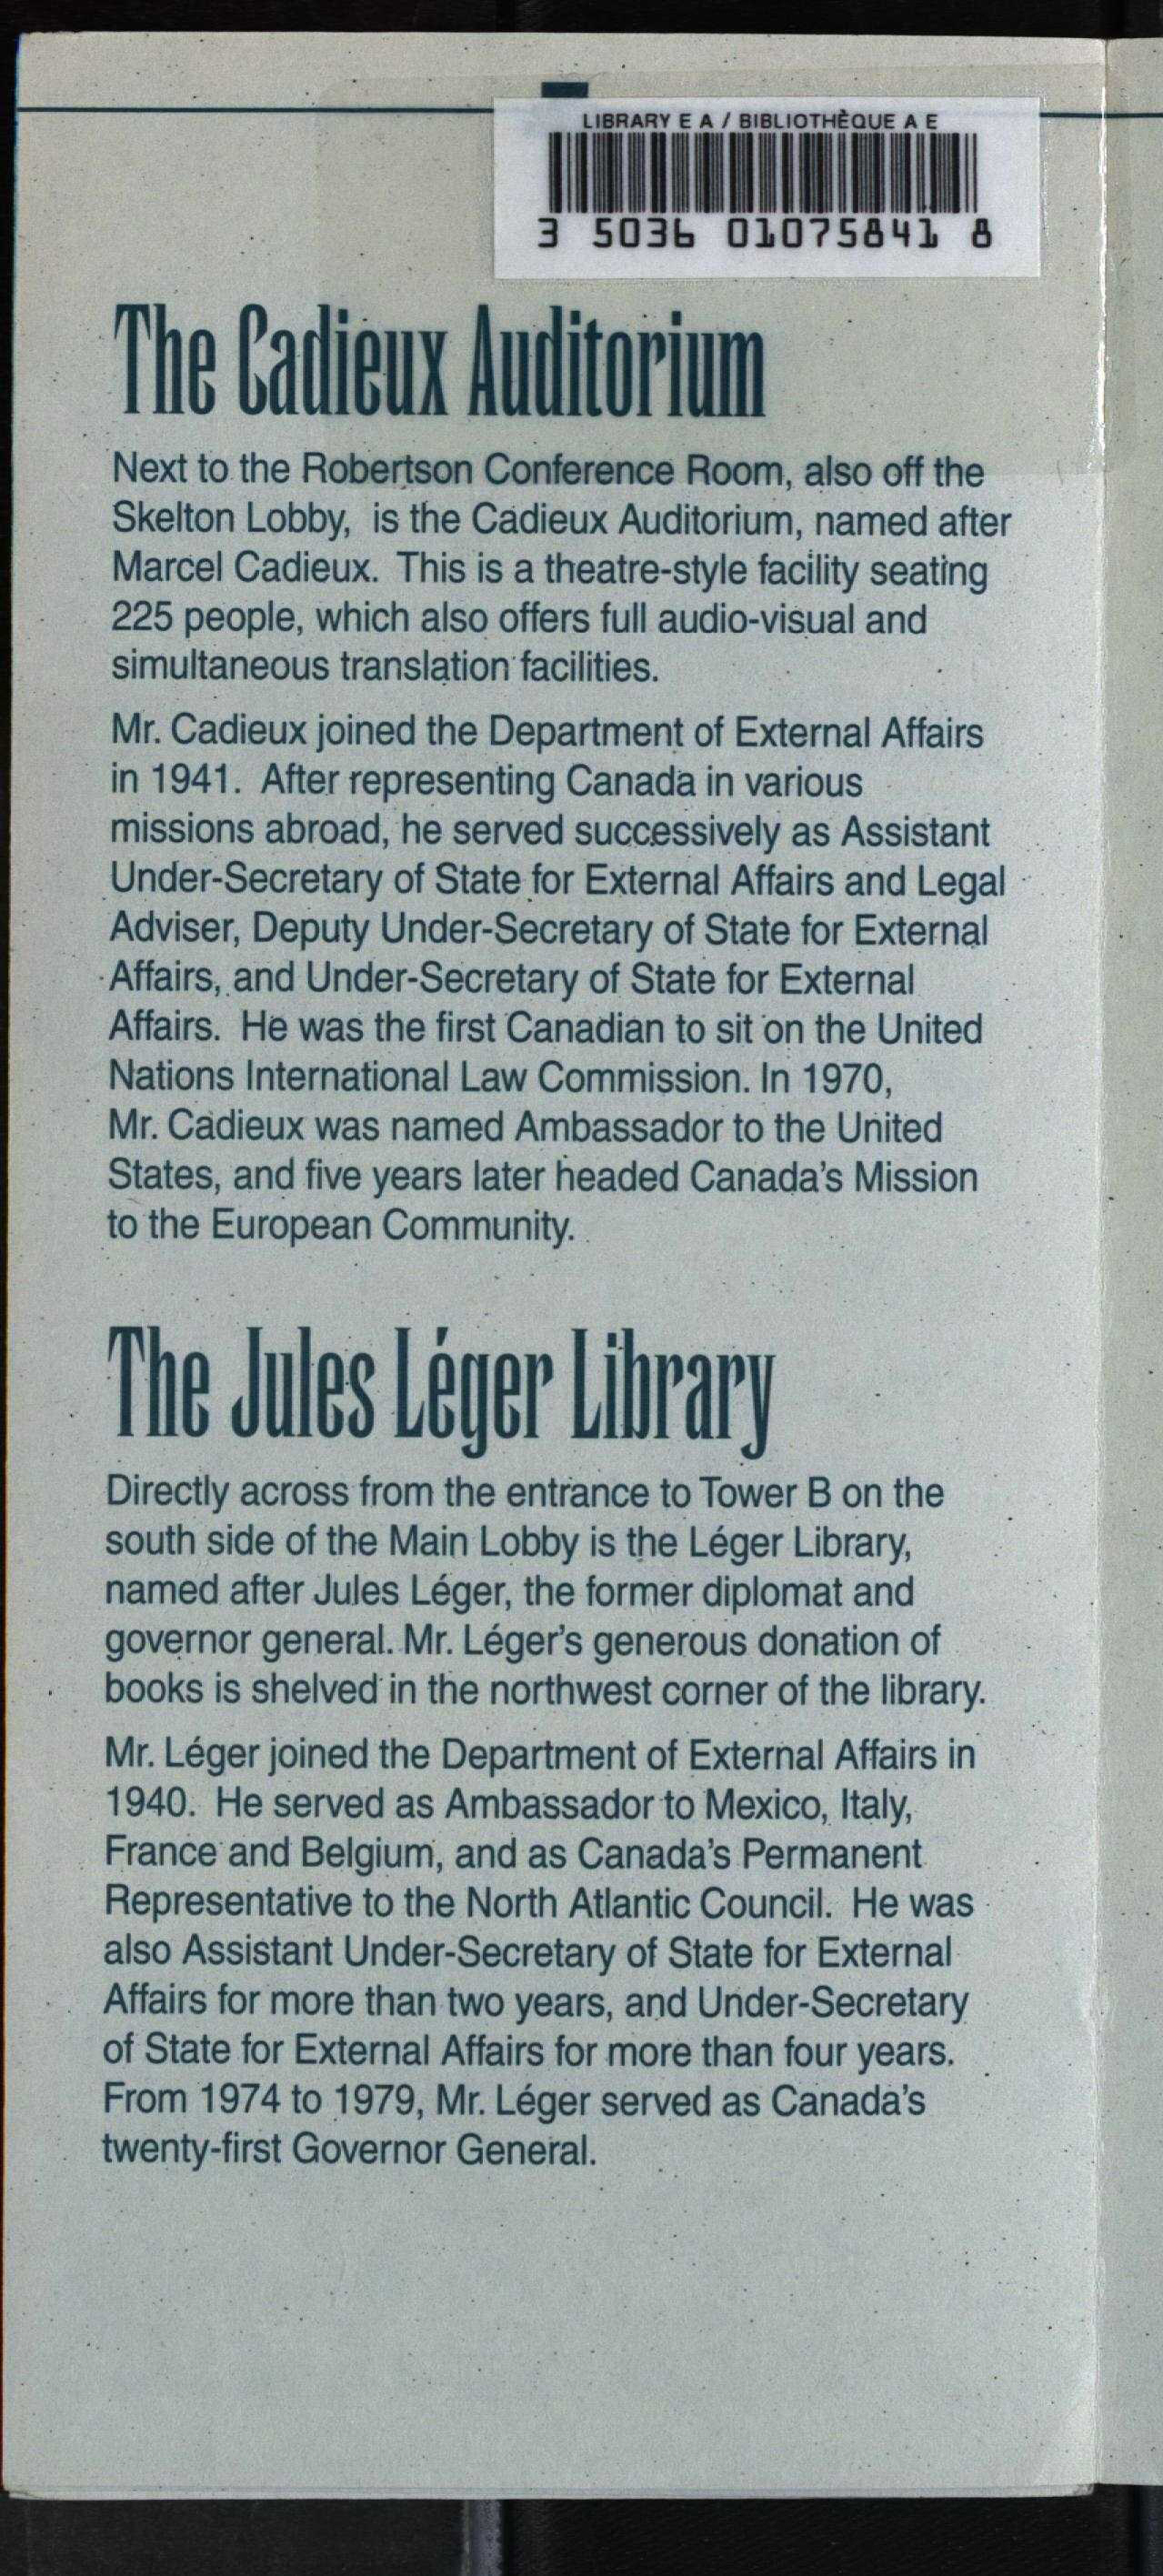 LIBRARY E A / BIBLIOTHÈQUE A E
3 5036 01075841 8
The Cadieux Auditorium
Next to the Robertson Conference Room, also off the
Skelton Lobby, is the Cadieux Auditorium, named after
Marcel Cadieux. This is a theatre-style facility seating
225 people, which also offers full audio-visual and
simultaneous translation facilities.
Mr. Cadieux joined the Department of External Affairs
in 1941. After representing Canada in various
missions abroad, he served successively as Assistant
Under-Secretary of State for External Affairs and Legal
Adviser, Deputy Under-Secretary of State for External
Affairs, and Under-Secretary of State for External
Affairs. He was the first Canadian to sit on the United
Nations International Law Commission. In 1970,
Mr. Cadieux was named Ambassador to the United
States, and five years later headed Canada's Mission
to the European Community.
The Jules Léger Library
Directly across from the entrance to Tower B on the
south side of the Main Lobby is the Léger Library,
named after Jules Léger, the former diplomat and
governor general. Mr. Léger's generous donation of
books is shelved in the northwest corner of the library.
Mr. Léger joined the Department of External Affairs in
1940. He served as Ambassador to Mexico, Italy,
France and Belgium, and as Canada's Permanent
Representative to the North Atlantic Council. He was
also Assistant Under-Secretary of State for External
Affairs for more than two years, and Under-Secretary
of State for External Affairs for more than four years.
From 1974 to 1979, Mr. Léger served as Canada's
twenty-first Governor General.